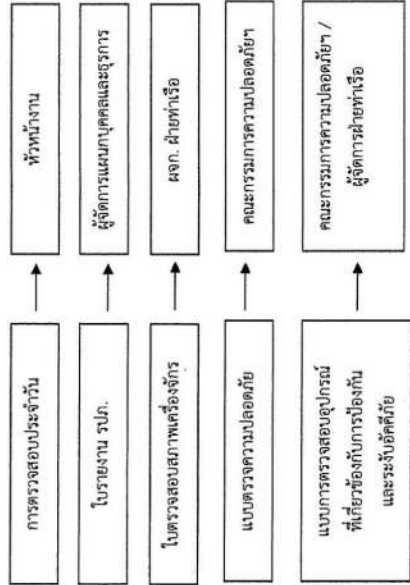 การตรวจสอบประจำวัน
หัวหน้างาน
ใบรายงาน รปภ.
ผู้จัดการแผนกบุคคลและธุรการ
ใบตรวจสอบสภาพเครื่องจักร
ผจก. ฝ่ายท่าเรือ
แบบตรวจความปลอดภัย
คณะกรรมการความปลอดภัยฯ
แบบการตรวจสอบอุปกรณ์
ที่เกี่ยวข้องกับการป้องกัน
และระงับอัคคีภัย
คณะกรรมการความปลอดภัยฯ /
ผู้จัดการฝ่ายท่าเรือ